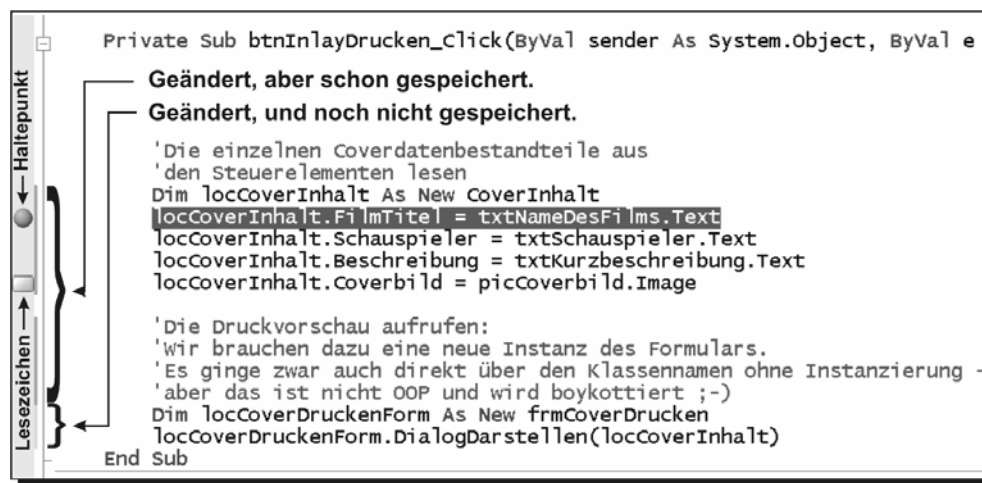 Private Sub btnInlayDrucken_Click(ByVal sender As System.Object, ByVal e
Geändert, aber schon gespeichert.
Geändert, und noch nicht gespeichert.
'Die einzelnen Coverdatenbestandteile aus
'den Steuerelementen lesen
Dim locCoverInhalt As New CoverInhalt
locCoverInhalt.FilmTitel = txtNameDesFilms.Text
locCoverInhalt.Schauspieler = txtSchauspieler.Text
locCoverInhalt.Beschreibung = txtKurzbeschreibung.Text
locCoverInhalt.Coverbild = picCoverbild.Image
'Die Druckvorschau aufrufen:
'Wir brauchen dazu eine neue Instanz des Formulars.
'Es ginge zwar auch direkt über den Klassennamen ohne Instanzierung -
'aber das ist nicht OOP und wird boykottiert ;-)
Dim locCoverDruckenForm As New frmCoverDrucken
locCoverDruckenForm.DialogDarstellen(locCoverInhalt)
End Sub
Haltepunkt
Lesezeichen